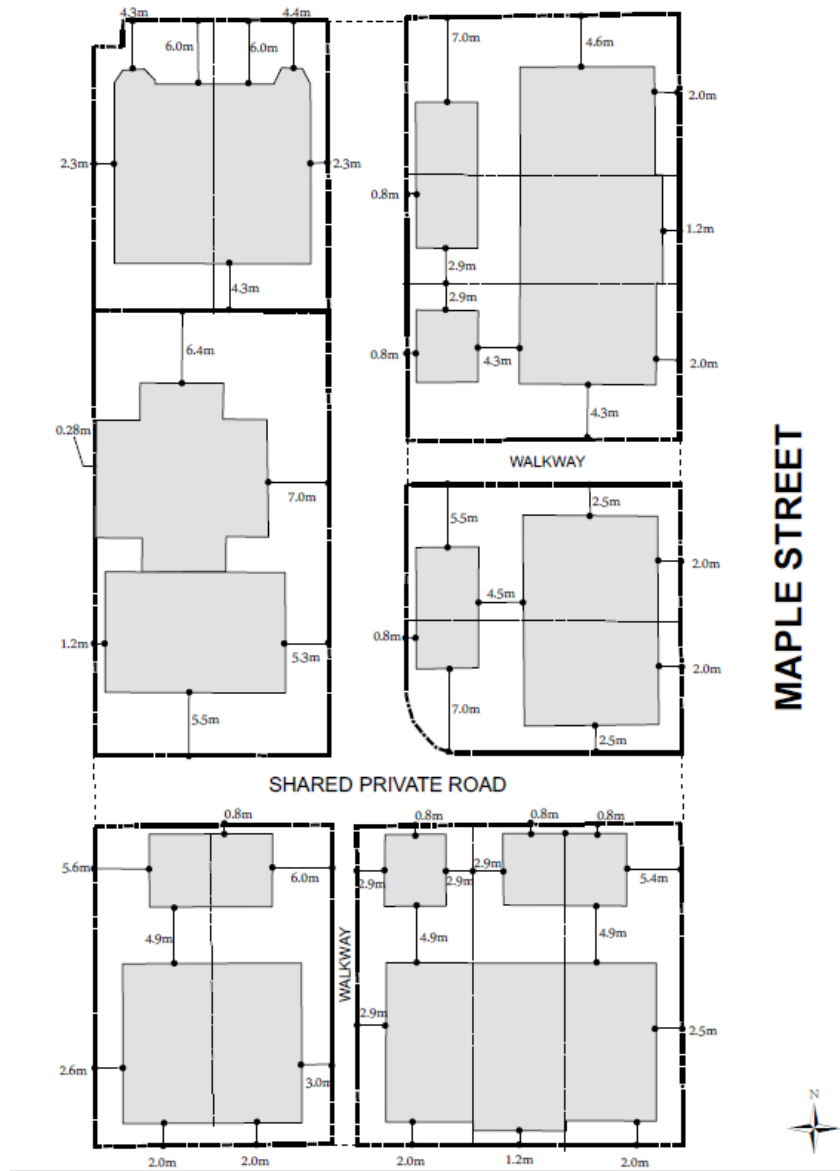 4.3m
4.4m
6.0m
6.0m
2.3m
2.3m
4.3m
7.0m
4.6m
2.0m
0.8m
1.2m
2.9m
2.9m
0.8m
4.3m
2.0m
4.3m
6.4m
0.28m
7.0m
1.2m
5.3m
5.5m
WALKWAY
5.5m
2.5m
2.0m
4.5m
0.8m
2.0m
7.0m
2.5m
MAPLE STREET
SHARED PRIVATE ROAD
0.8m
5.6m
6.0m
4.9m
2.6m
3.0m
2.0m
2.0m
WALKWAY
0.8m
0.8m
0.8m
2.9m
2.9m
2.9m
5.4m
4.9m
4.9m
2.9m
2.5m
2.0m
1.2m
2.0m
N